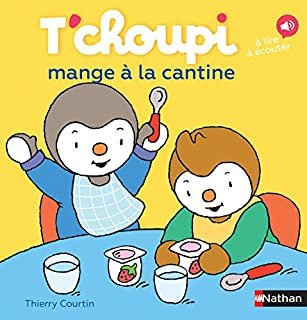 T'choupi
à lire
à écouter
mange à la cantine
Thierry Courtin
Nathan